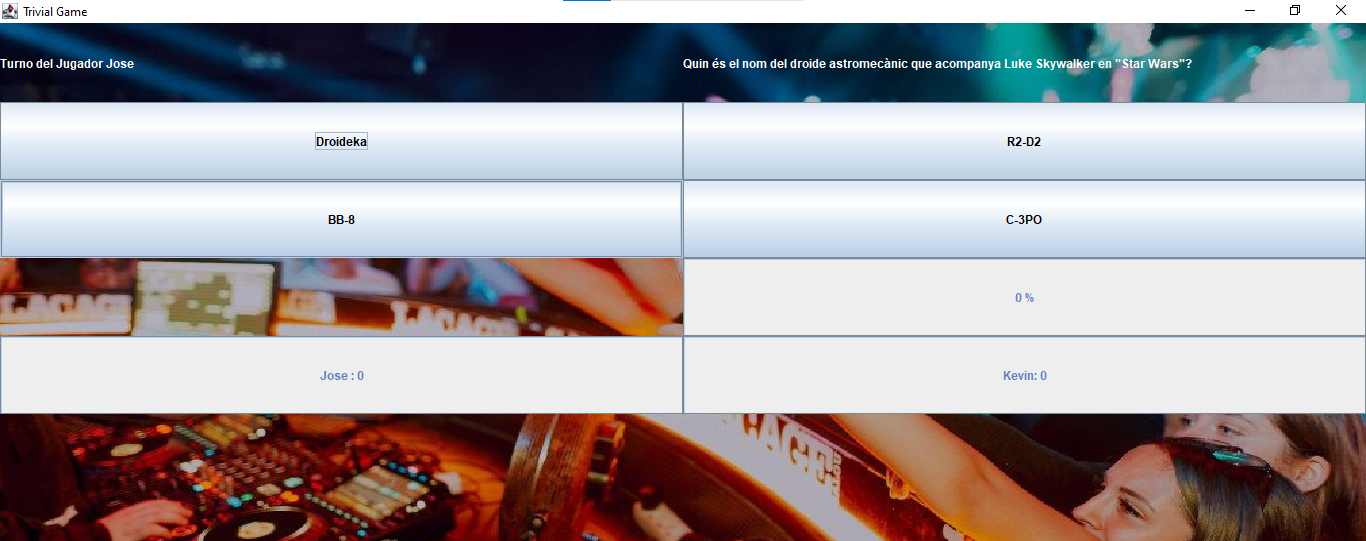 Trivial Game
Turno del Jugador Jose
Quin és el nom del droide astromecànic que acompanya Luke Skywalker en "Star Wars"?
Droideka
R2-D2
BB-8
C-3PO
0 %
Jose : 0
Kevin: 0